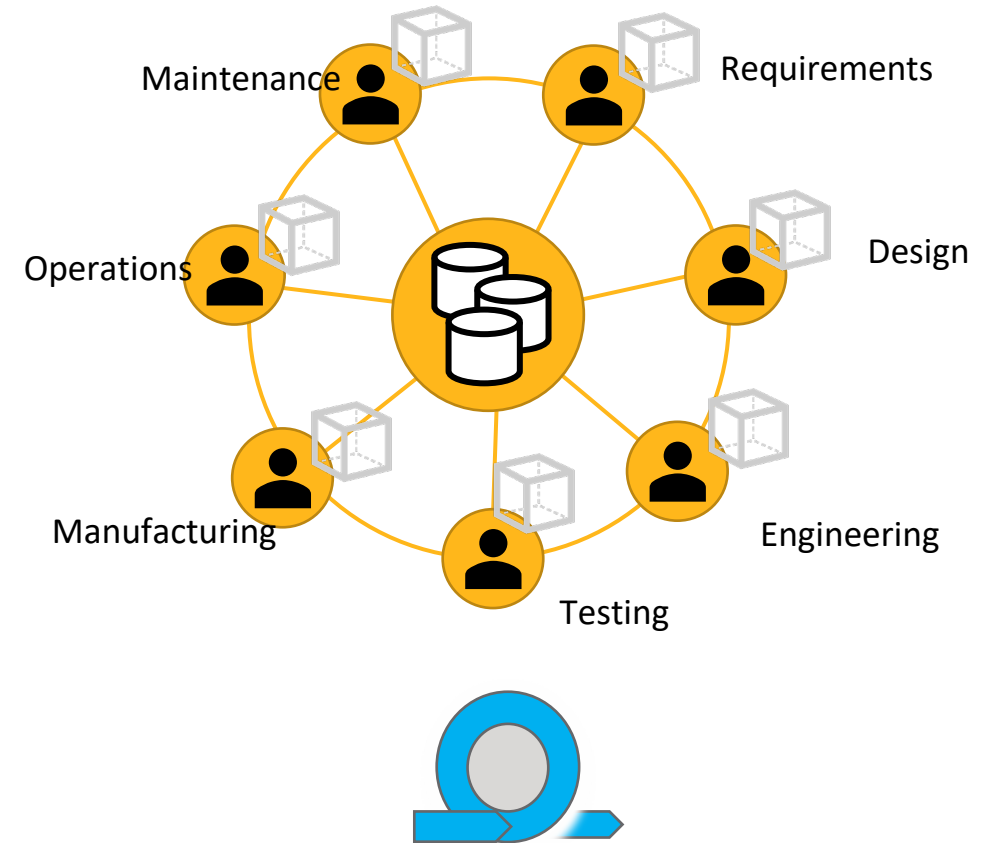 Maintenance
Requirements
Operations
Design
Manufacturing
Engineering
Testing